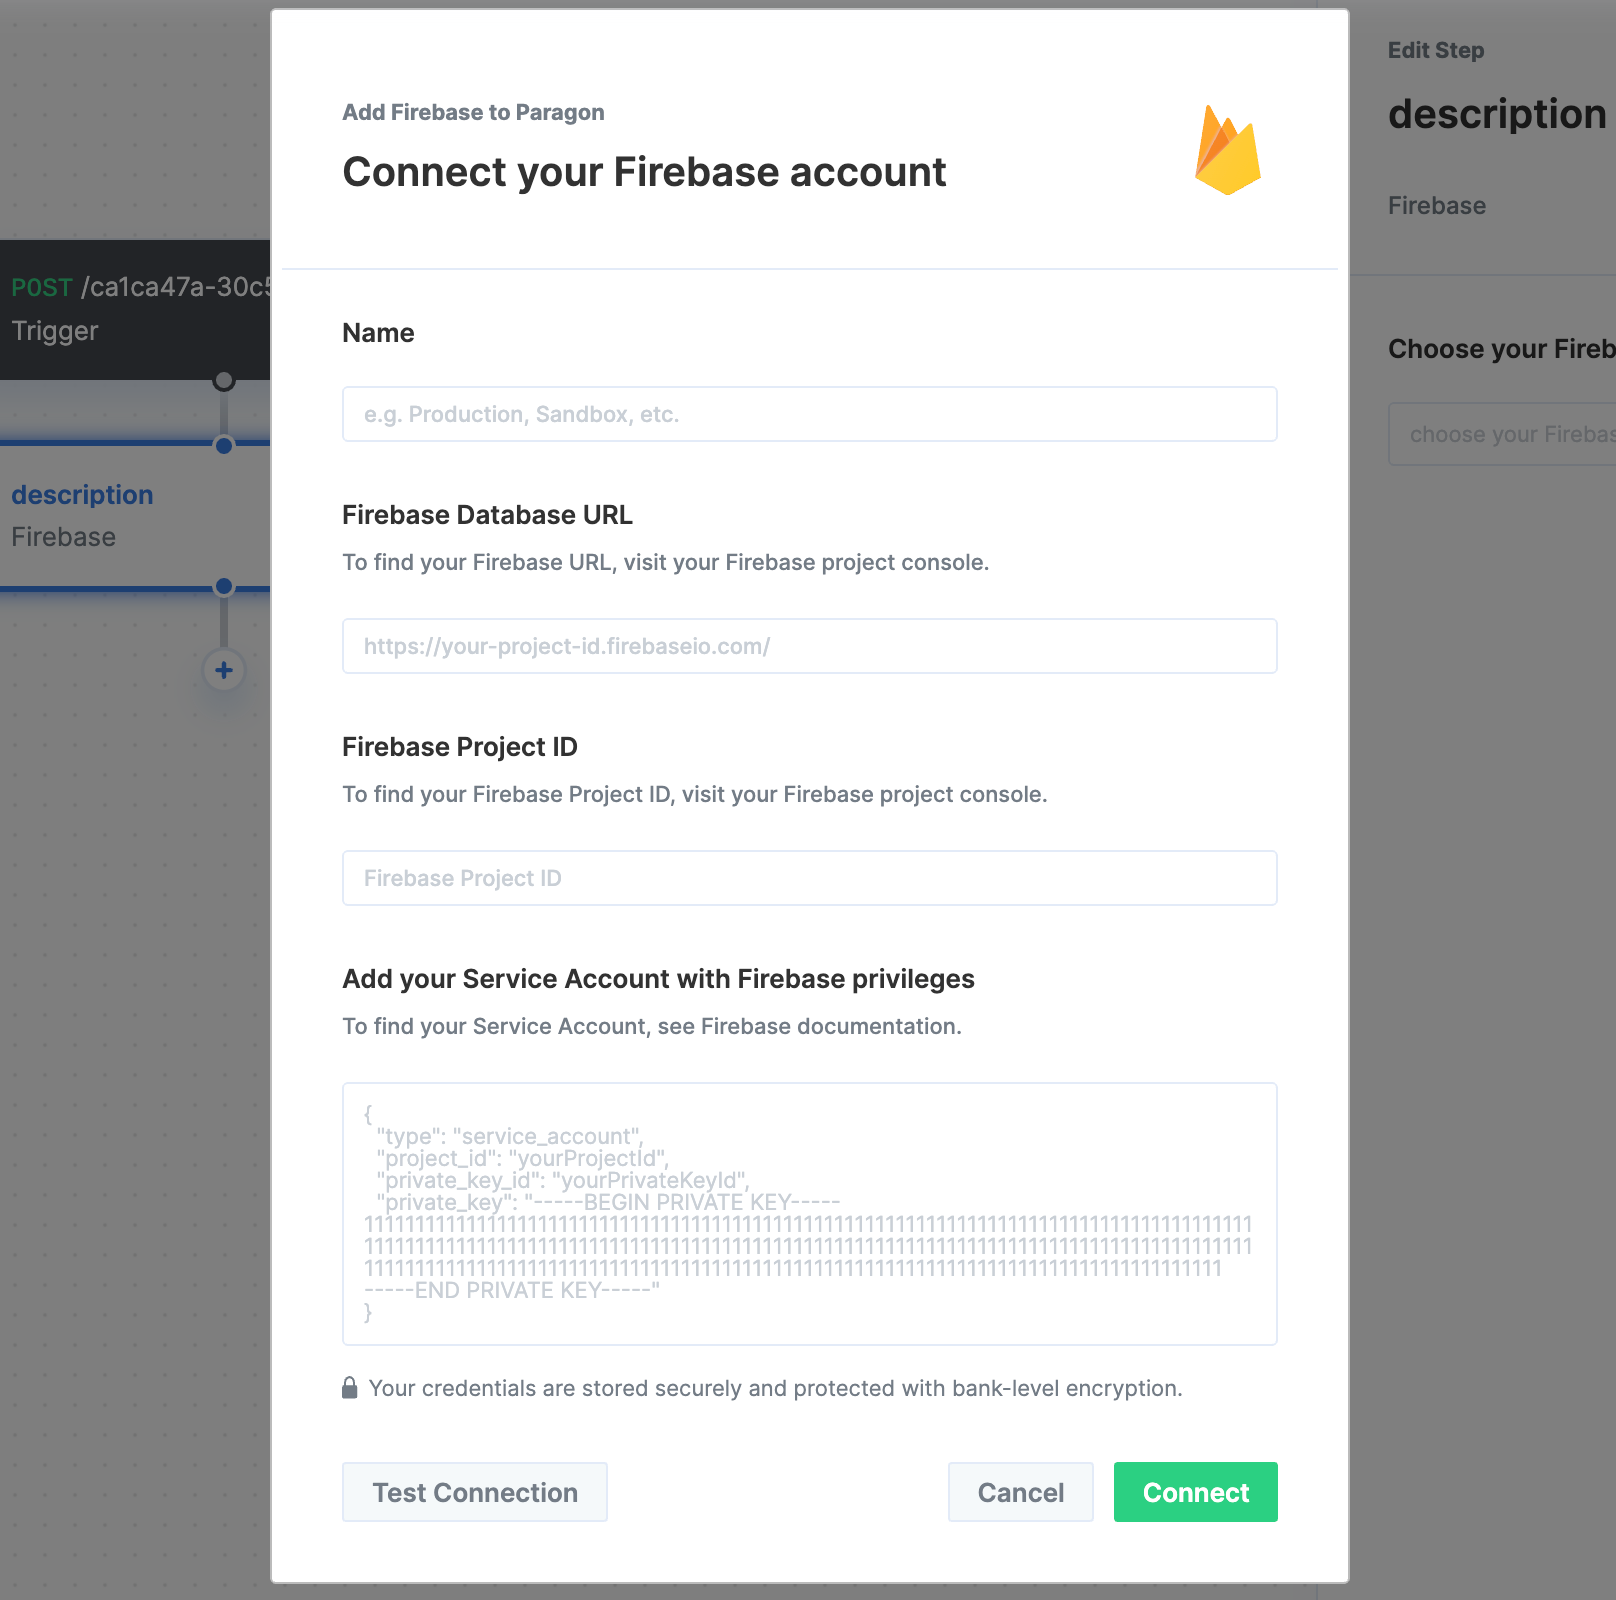 Add Firebase to Paragon
Connect your Firebase account
Name
e.g. Production, Sandbox, etc.
Firebase Database URL
To find your Firebase URL, visit your Firebase project console.
https://your-project-id.firebaseio.com/
Firebase Project ID
To find your Firebase Project ID, visit your Firebase project console.
Firebase Project ID
Add your Service Account with Firebase privileges
To find your Service Account, see Firebase documentation.
{
"type": "service_account",
"project_id": "yourProjectId",
"private_key_id": "yourPrivateKeyId",
"private_key": "-----BEGIN PRIVATE KEY-----
-----END PRIVATE KEY-----"
}
Your credentials are stored securely and protected with bank-level encryption.
Test Connection
Cancel
Connect
POST /ca1ca47a-30c5
Trigger
description
Firebase
Edit Step
description
Firebase
Choose your Fireb
choose your Firebas